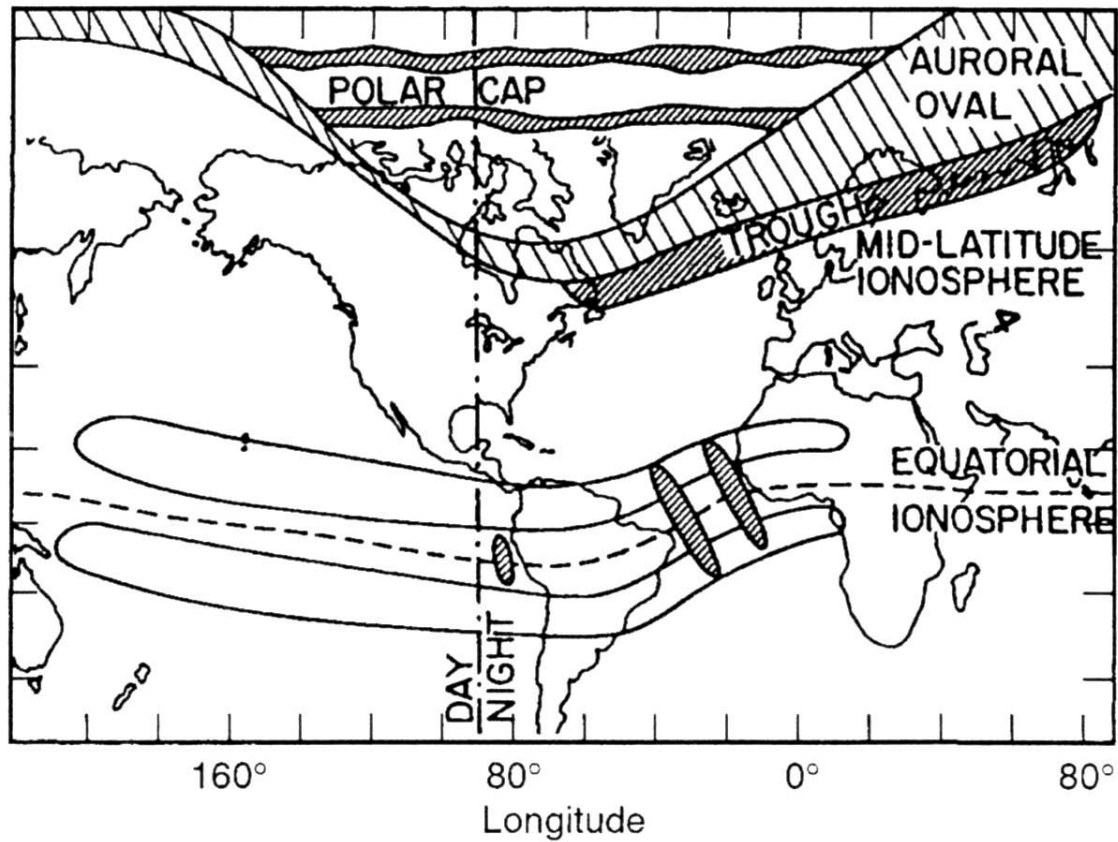 POLAR CAP
AURORAL
OVAL
TROUGH
MID-LATITUDE
IONOSPHERE
EQUATORIAL
IONOSPHERE
DAY
NIGHT
160° 80° 0° 80°
Longitude